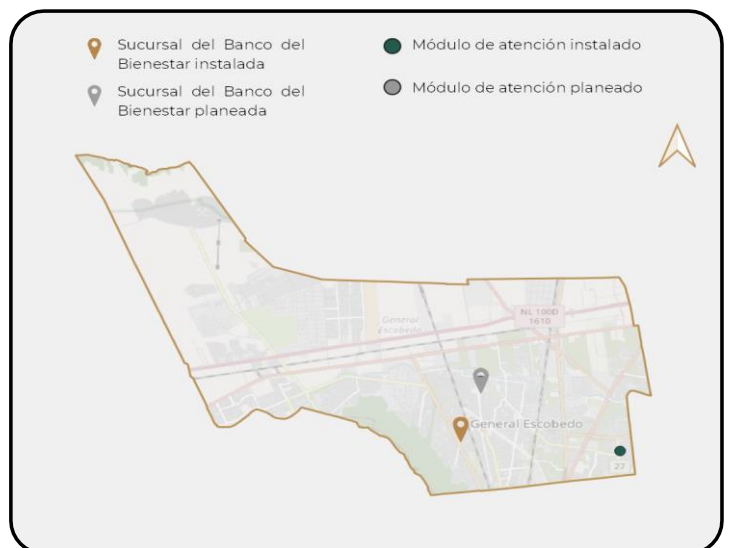 Sucursal del Banco del
Bienestar instalada
Sucursal del Banco del
Bienestar planeada
Módulo de atención instalado
Módulo de atención planeado
NL 100D
1610
General
Escobedo
General Escobedo
27